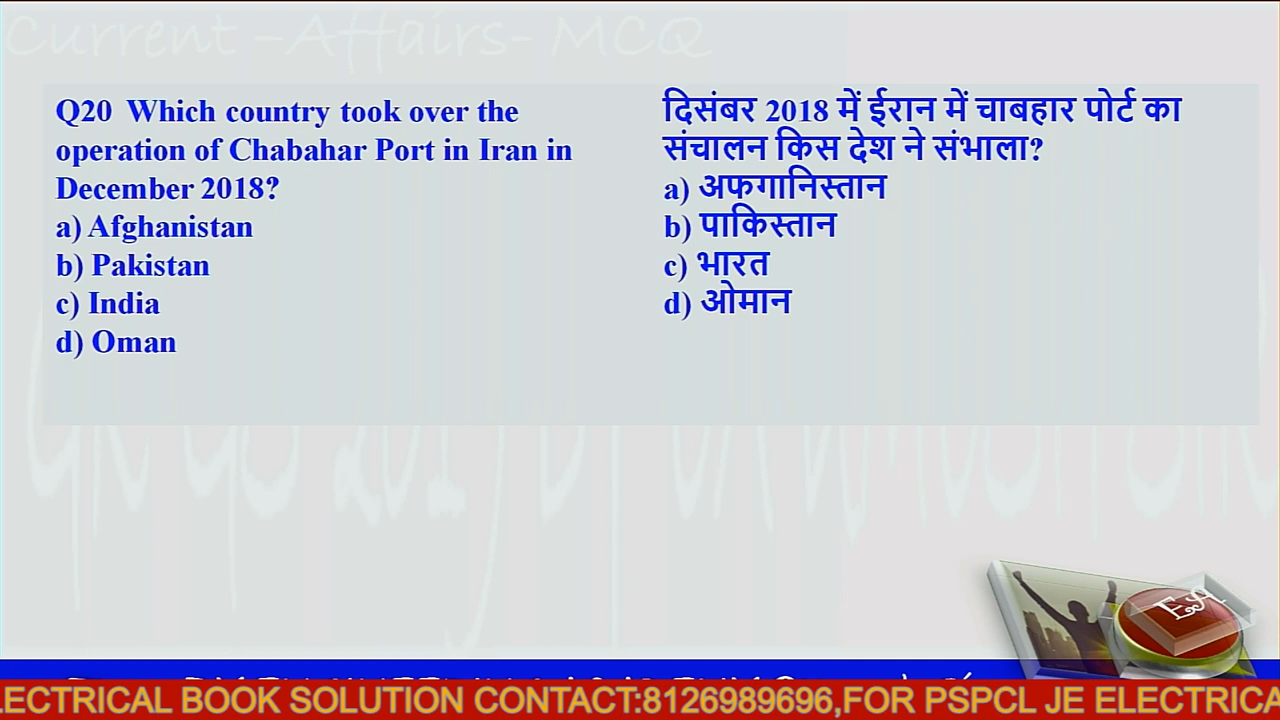 Current -Affairs- MCQ
Q20 Which country took over the
operation of Chabahar Port in Iran in
December 2018?
a) Afghanistan
b) Pakistan
c) India
d) Oman
दिसंबर 2018 में ईरान में चाबहार पोर्ट का
संचालन किस देश ने संभाला?
a) अफगानिस्तान
b) पाकिस्तान
c) भारत
d) ओमान
EA
LECTRICAL BOOK SOLUTION CONTACT:8126989696,FOR PSPCL JE ELECTRICA